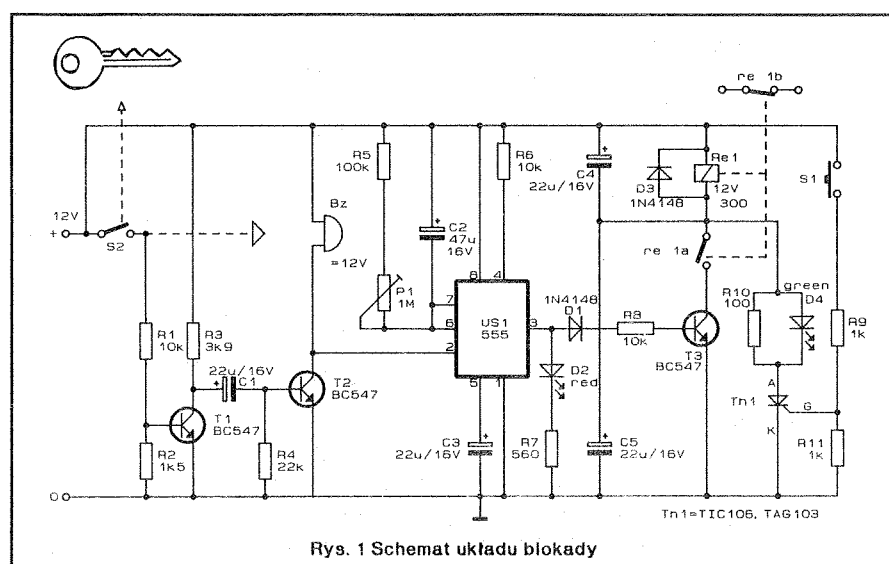 re 1b
R5
100k
R6
10k
C4
22u/16V
D3
1N4148
Re1
12V
300
S1
12V
+
S2
Bz
=12V
C2
47u
16V
re 1a
P1
1M
8
4
7
6
2
3
5
1
US1
555
1N4148
D1
R8
10k
T3
BC547
R10
100
green
D4
R9
1k
R1
10k
R3
3k9
22u/16V
+
C1
T2
BC547
D2
red
A
Tn1
G
K
T1
BC547
R2
1k5
R4
22k
C3
22u/16V
R7
560
C5
22u/16V
R11
1k
0
Tn1=TIC106, TAG103
Rys. 1 Schemat układu blokady